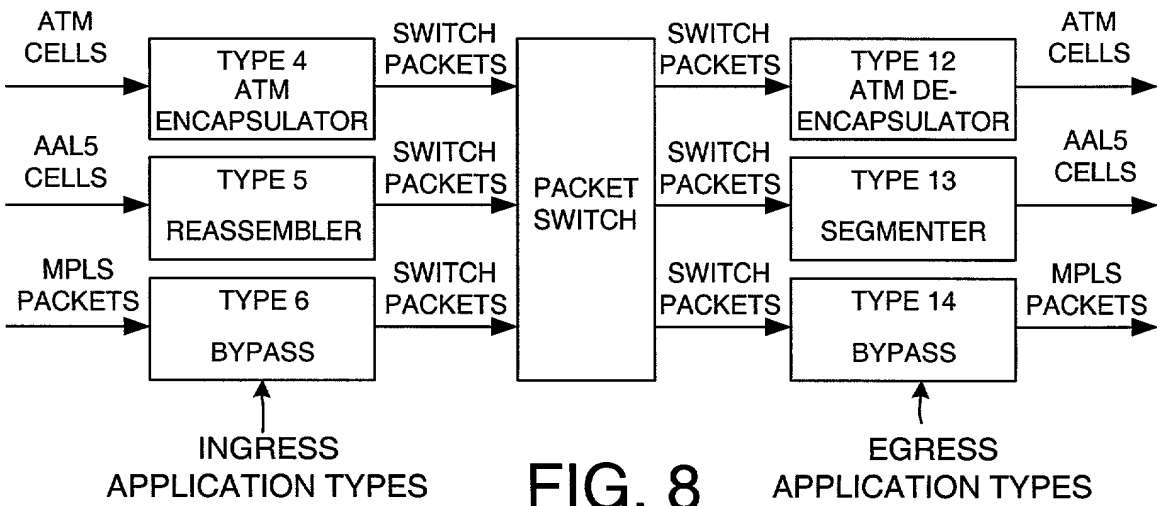 ATM
CELLS
TYPE 4
ATM
ENCAPSULATOR
SWITCH
PACKETS
PACKET
SWITCH
SWITCH
PACKETS
TYPE 12
ATM DE-
ENCAPSULATOR
ATM
CELLS
AAL5
CELLS
TYPE 5
REASSEMBLER
SWITCH
PACKETS
SWITCH
PACKETS
TYPE 13
SEGMENTER
AAL5
CELLS
MPLS
PACKETS
TYPE 6
BYPASS
SWITCH
PACKETS
SWITCH
PACKETS
TYPE 14
BYPASS
MPLS
PACKETS
INGRESS
APPLICATION TYPES
FIG. 8
EGRESS
APPLICATION TYPES